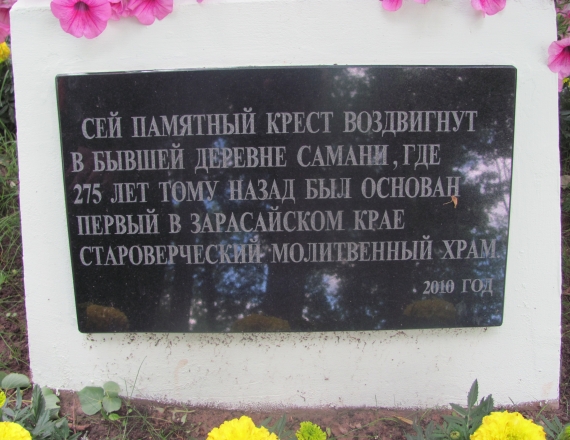 СЕЙ ПАМЯТНЫЙ КРЕСТ ВОЗДВИГНУТ
В БЫВШЕЙ ДЕРЕВНЕ САМАНИ, ГДЕ
275 ЛЕТ ТОМУ НАЗАД БЫЛ ОСНОВАН
ПЕРВЫЙ В ЗАРАСАЙСКОМ КРАЕ
СТАРОВЕРЧЕСКИЙ МОЛИТВЕННЫЙ ХРАМ
2010 ГОД